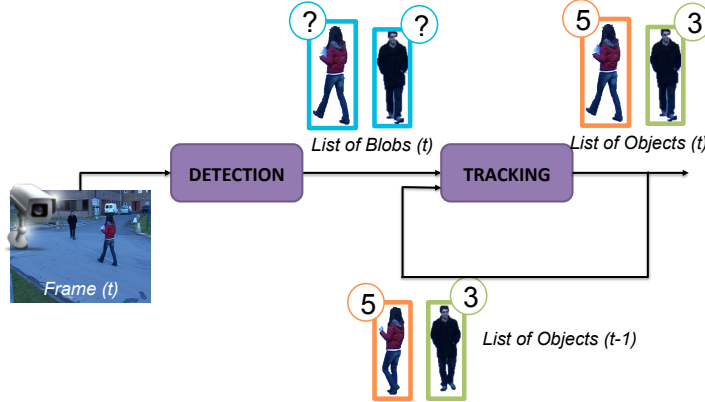 ? ?
5 3
List of Blobs (t)
List of Objects (t)
DETECTION
TRACKING
Frame (t)
5 3
List of Objects (t-1)